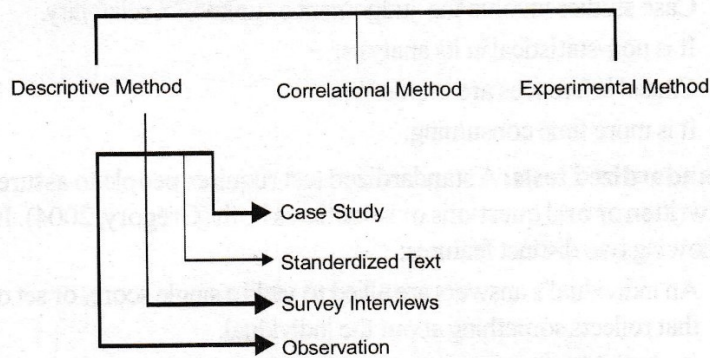 Descriptive Method Correlational Method Experimental Method
Case Study
Standerdized Text
Survey Interviews
Observation